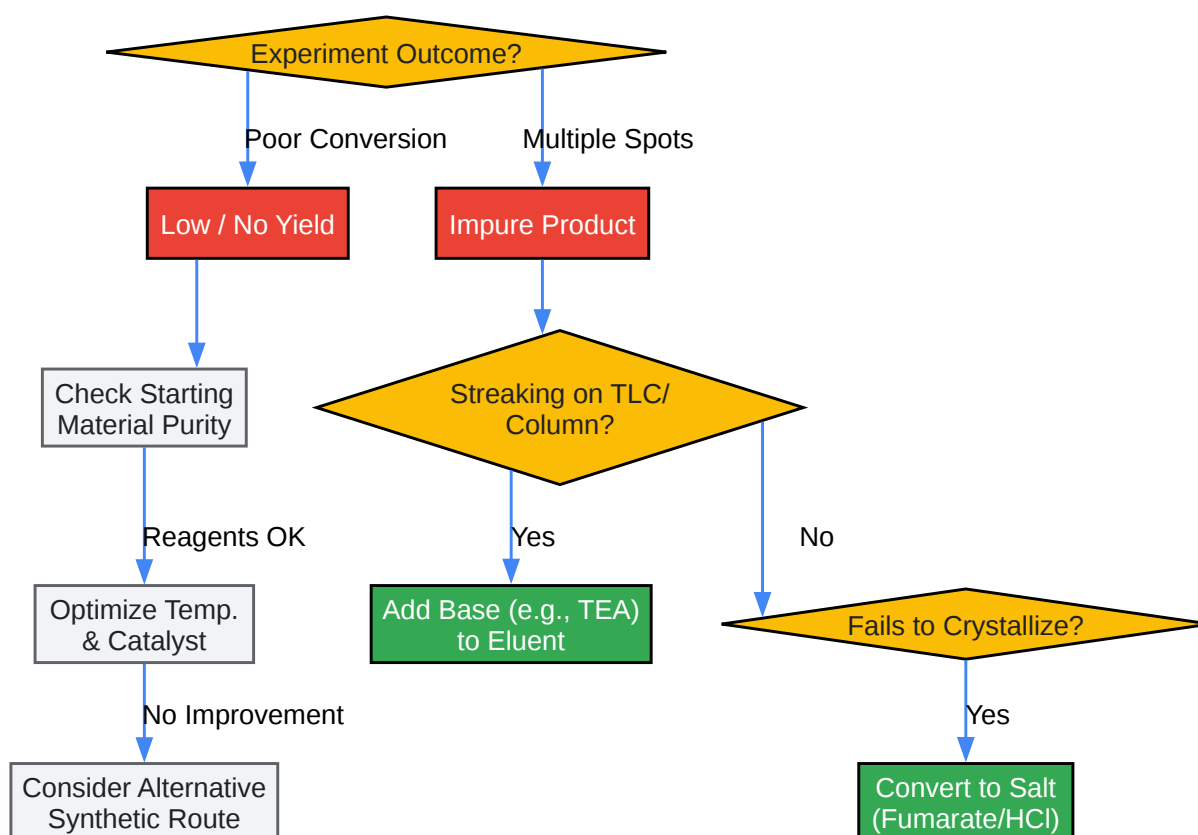 Experiment Outcome?
Poor Conversion
Multiple Spots
Low / No Yield
Impure Product
Check Starting
Material Purity
Streaking on TLC/
Column?
Reagents OK
Yes
No
Optimize Temp.
& Catalyst
Add Base (e.g., TEA)
to Eluent
Fails to Crystallize?
No Improvement
Yes
Consider Alternative
Synthetic Route
Convert to Salt
(Fumarate/HCl)